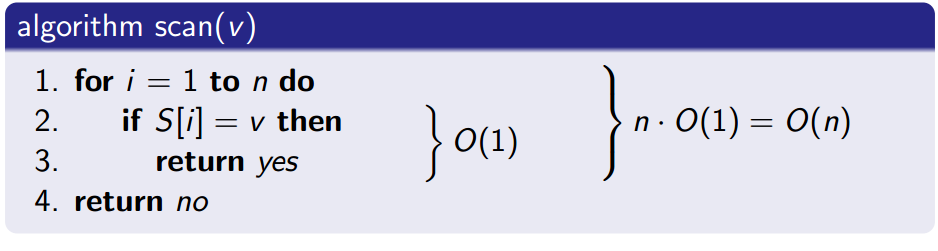 algorithm scan(v)
1. for i = 1 to n do
2. if S[i] = v then
3. return yes
4. return no
O(1)
n · O(1) = O(n)